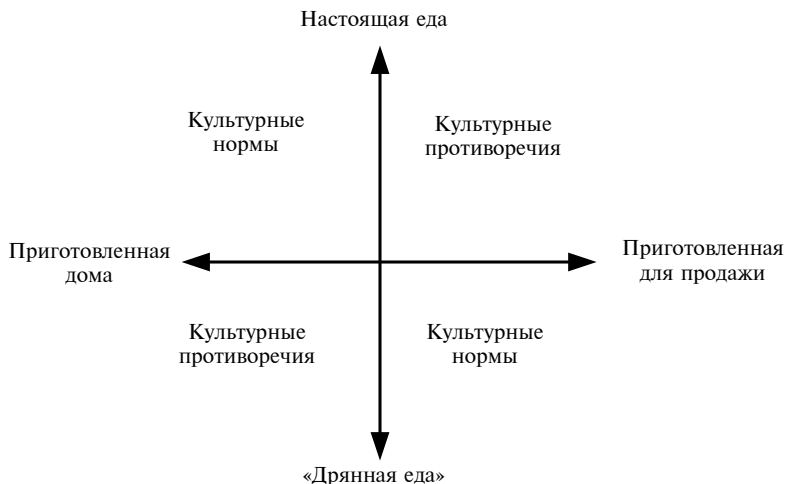 Настоящая еда
Культурные
нормы
Культурные
противоречия
Приготовленная
дома
Приготовленная
для продажи
Культурные
противоречия
Культурные
нормы
«Дрянная еда»